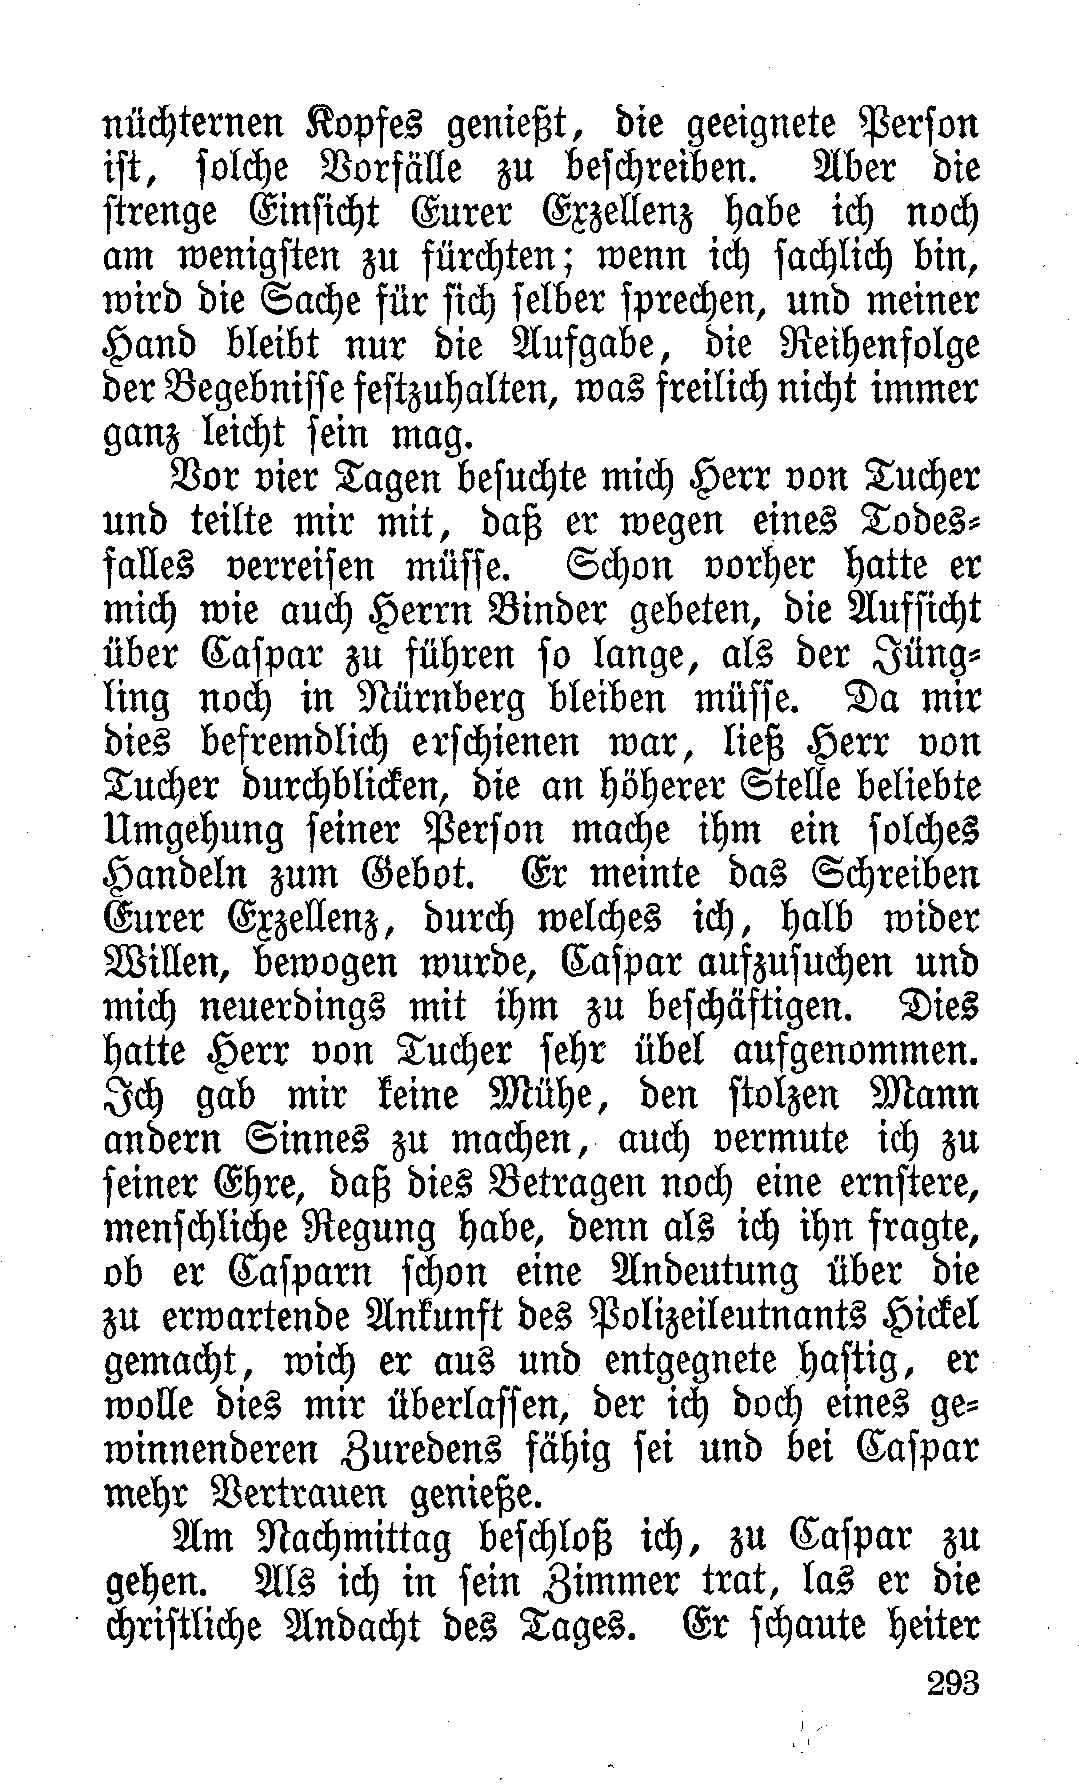 nüchternen Kopfes genießt, die geeignete Person
ist, solche Vorfälle zu beschreiben. Aber die
strenge Einsicht Eurer Exzellenz habe ich noch
am wenigsten zu fürchten; wenn ich sachlich bin,
wird die Sache für sich selber sprechen, und meiner
Hand bleibt nur die Aufgabe, die Reihenfolge
der Begebnisse festzuhalten, was freilich nicht immer
ganz leicht sein mag.
Vor vier Tagen besuchte mich Herr von Tucher
und teilte mir mit, daß er wegen eines Todes-
falles verreisen müsse. Schon vorher hatte er
mich wie auch Herrn Binder gebeten, die Aufsicht
über Caspar zu führen so lange, als der Jüng-
ling noch in Nürnberg bleiben müsse. Da mir
dies befremdlich erschienen war, ließ Herr von
Tucher durchblicken, die an höherer Stelle beliebte
Umgehung seiner Person mache ihm ein solches
Handeln zum Gebot. Er meinte das Schreiben
Eurer Exzellenz, durch welches ich, halb wider
Willen, bewogen wurde, Caspar aufzusuchen und
mich neuerdings mit ihm zu beschäftigen. Dies
hatte Herr von Tucher sehr übel aufgenommen.
Ich gab mir keine Mühe, den stolzen Mann
andern Sinnes zu machen, auch vermute ich zu
seiner Ehre, daß dies Betragen noch eine ernstere,
menschliche Regung habe, denn als ich ihn fragte,
ob er Casparn schon eine Andeutung über die
zu erwartende Ankunft des Polizeileutnants Hickel
gemacht, wich er aus und entgegnete hastig, er
wolle dies mir überlassen, der ich doch eines ge-
winnenderen Zuredens fähig sei und bei Caspar
mehr Vertrauen genieße.
Am Nachmittag beschloß ich, zu Caspar zu
gehen. Als ich in sein Zimmer trat, las er die
christliche Andacht des Tages. Er schaute heiter
293